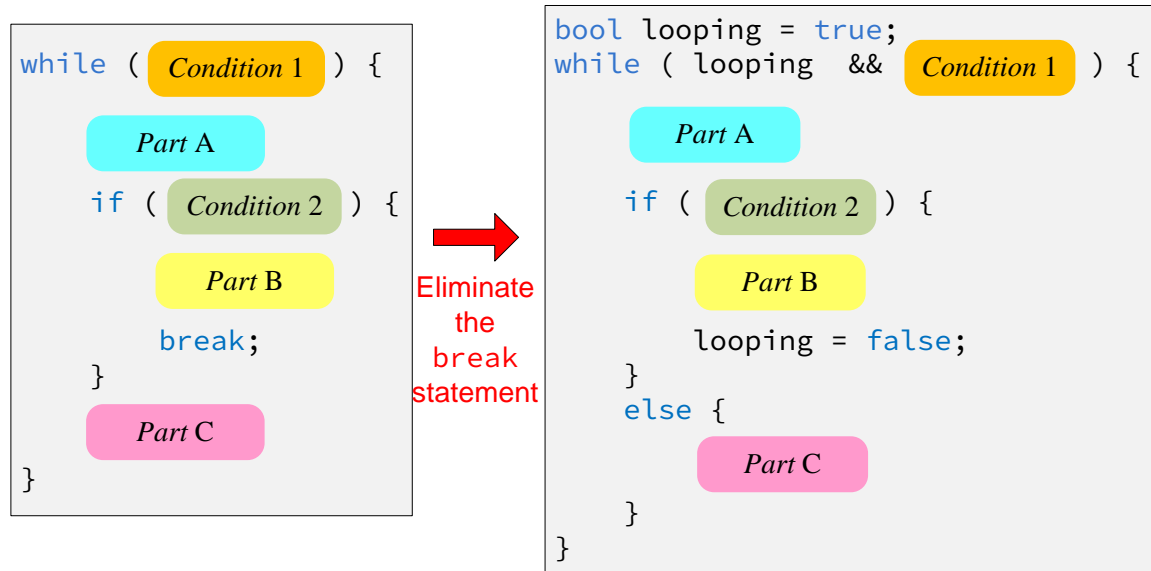 while ( Condition 1 ) {
Part A
if ( Condition 2 ) {
Part B
break;
}
Part C
}
Eliminate
the
break
statement
bool looping = true;
while ( looping && Condition 1 ) {
Part A
if ( Condition 2 ) {
Part B
looping = false;
}
else {
Part C
}
}